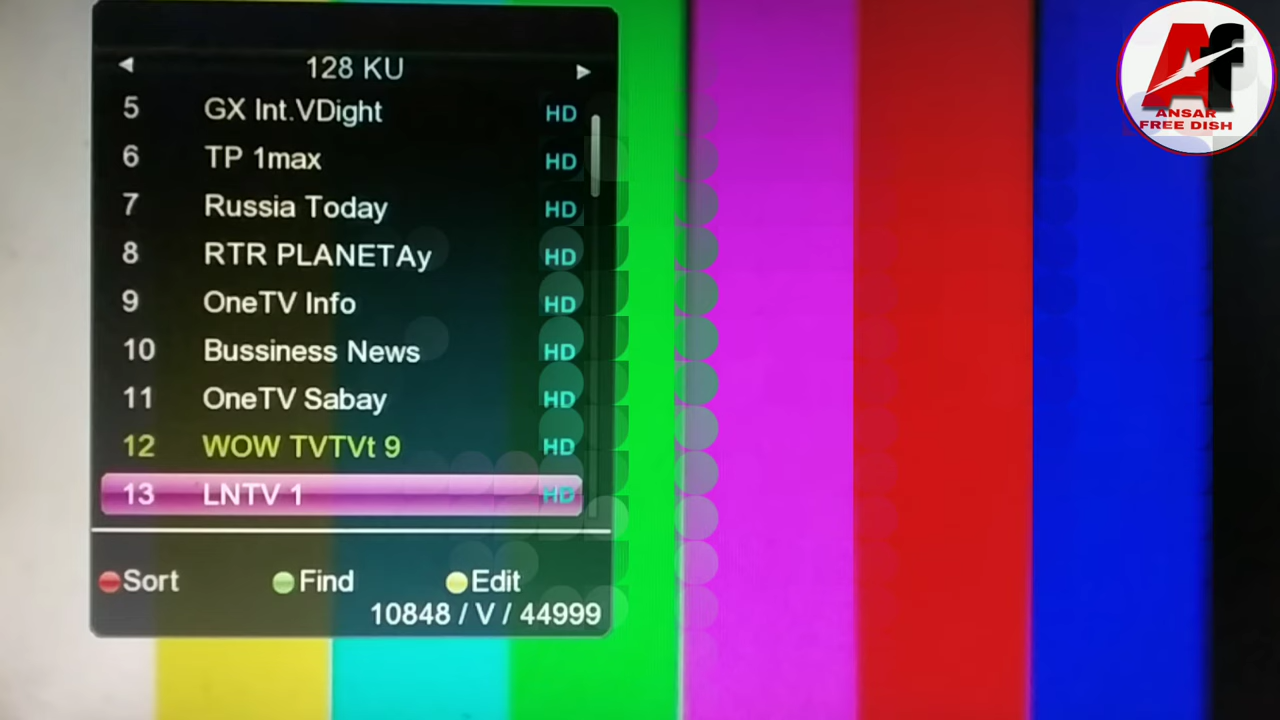 128 KU
5 GX Int.VDight HD
6 TP 1max HD
7 Russia Today HD
8 RTR PLANETAy HD
9 OneTV Info HD
10 Bussiness News HD
11 OneTV Sabay HD
12 WOW TVTVt 9 HD
13 LNTV 1 HD
Sort Find Edit
10848 / V / 44999
Af
ANSAR
FREE DISH